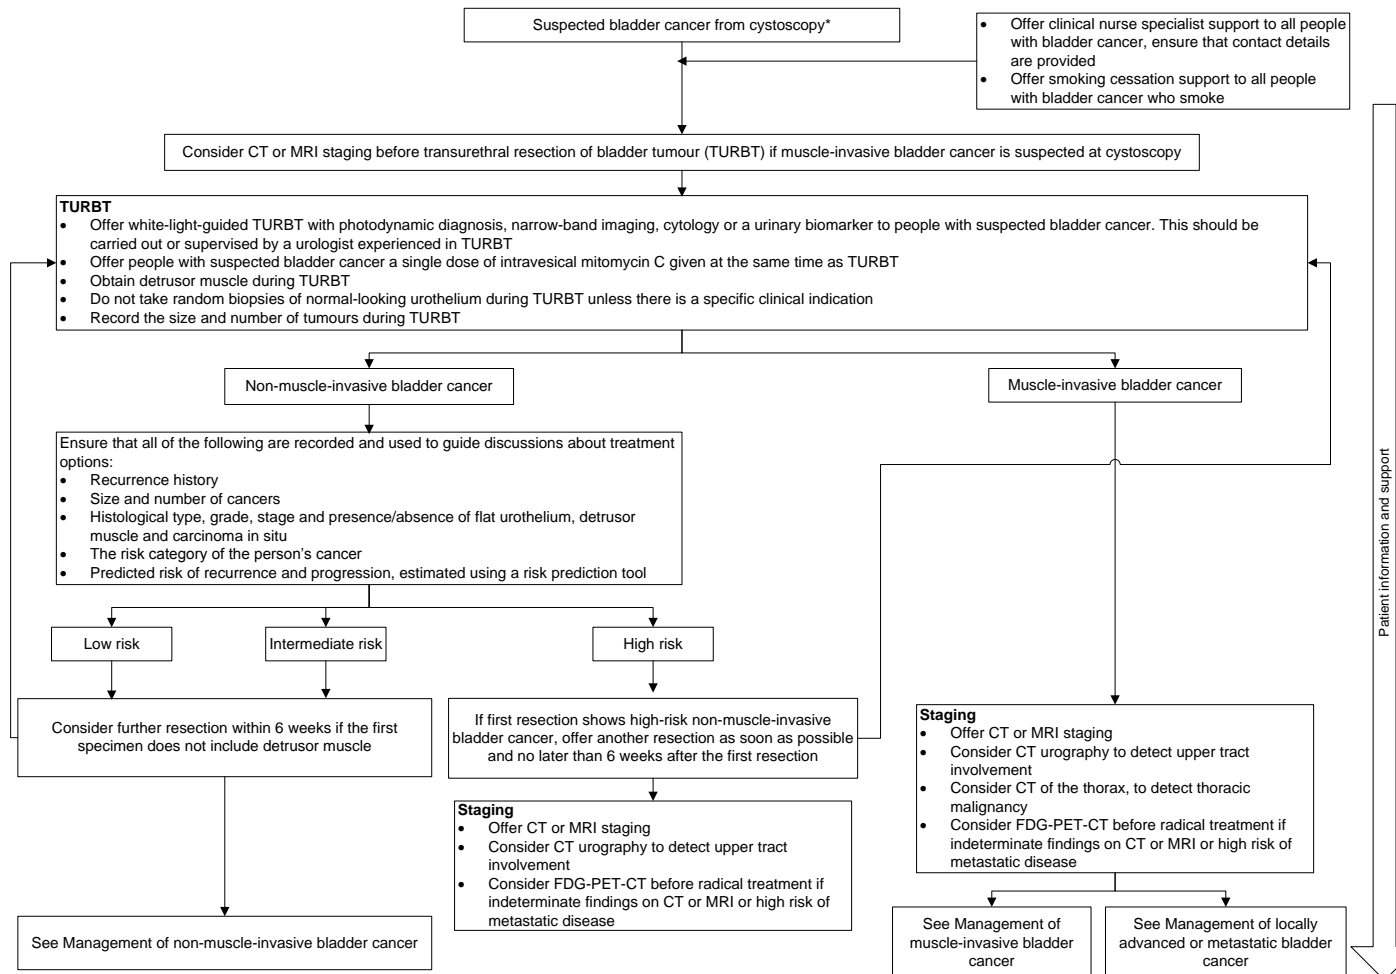 Suspected bladder cancer from cystoscopy*
• Offer clinical nurse specialist support to all people
with bladder cancer, ensure that contact details
are provided
• Offer smoking cessation support to all people
with bladder cancer who smoke
Consider CT or MRI staging before transurethral resection of bladder tumour (TURBT) if muscle-invasive bladder cancer is suspected at cystoscopy
TURBT
• Offer white-light-guided TURBT with photodynamic diagnosis, narrow-band imaging, cytology or a urinary biomarker to people with suspected bladder cancer. This should be
carried out or supervised by a urologist experienced in TURBT
• Offer people with suspected bladder cancer a single dose of intravesical mitomycin C given at the same time as TURBT
• Obtain detrusor muscle during TURBT
• Do not take random biopsies of normal-looking urothelium during TURBT unless there is a specific clinical indication
• Record the size and number of tumours during TURBT
Non-muscle-invasive bladder cancer
Muscle-invasive bladder cancer
Ensure that all of the following are recorded and used to guide discussions about treatment
options:
• Recurrence history
• Size and number of cancers
• Histological type, grade, stage and presence/absence of flat urothelium, detrusor
muscle and carcinoma in situ
• The risk category of the person's cancer
• Predicted risk of recurrence and progression, estimated using a risk prediction tool
Low risk
Intermediate risk
High risk
Consider further resection within 6 weeks if the first
specimen does not include detrusor muscle
If first resection shows high-risk non-muscle-invasive
bladder cancer, offer another resection as soon as possible
and no later than 6 weeks after the first resection
Staging
• Offer CT or MRI staging
• Consider CT urography to detect upper tract
involvement
• Consider FDG-PET-CT before radical treatment if
indeterminate findings on CT or MRI or high risk of
metastatic disease
Staging
• Offer CT or MRI staging
• Consider CT urography to detect upper tract
involvement
• Consider CT of the thorax, to detect thoracic
malignancy
• Consider FDG-PET-CT before radical treatment if
indeterminate findings on CT or MRI or high risk of
metastatic disease
See Management of non-muscle-invasive bladder cancer
See Management of
muscle-invasive bladder
cancer
See Management of locally
advanced or metastatic bladder
cancer
Patient information and support